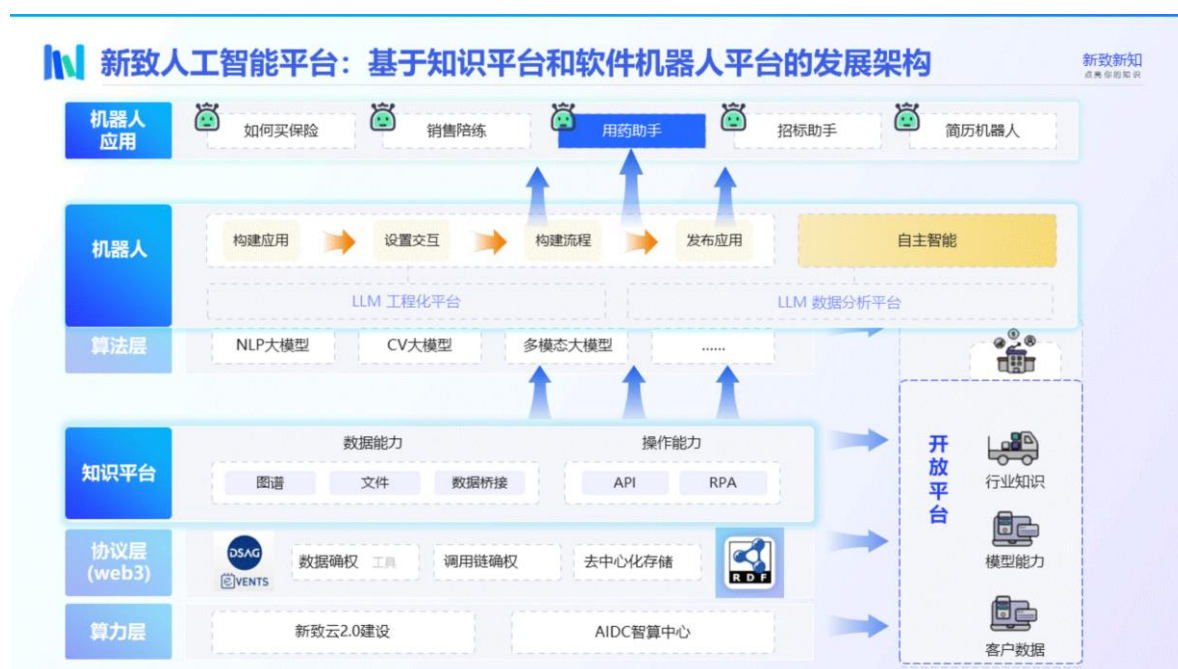 新致人工智能平台：基于知识平台和软件机器人平台的发展架构
新致新知
点亮你的知识
机器人
应用
如何买保险
销售陪练
用药助手
招标助手
简历机器人
机器人
构建应用
设置交互
构建流程
发布应用
自主智能
LLM 工程化平台
LLM 数据分析平台
算法层
NLP大模型
CV大模型
多模态大模型
......
知识平台
数据能力
操作能力
图谱
文件
数据桥接
API
RPA
开放平台
行业知识
模型能力
客户数据
协议层
(web3)
DSAG
EVENTS
数据确权 工具
调用链确权
去中心化存储
RDF
算力层
新致云2.0建设
AIDC智算中心